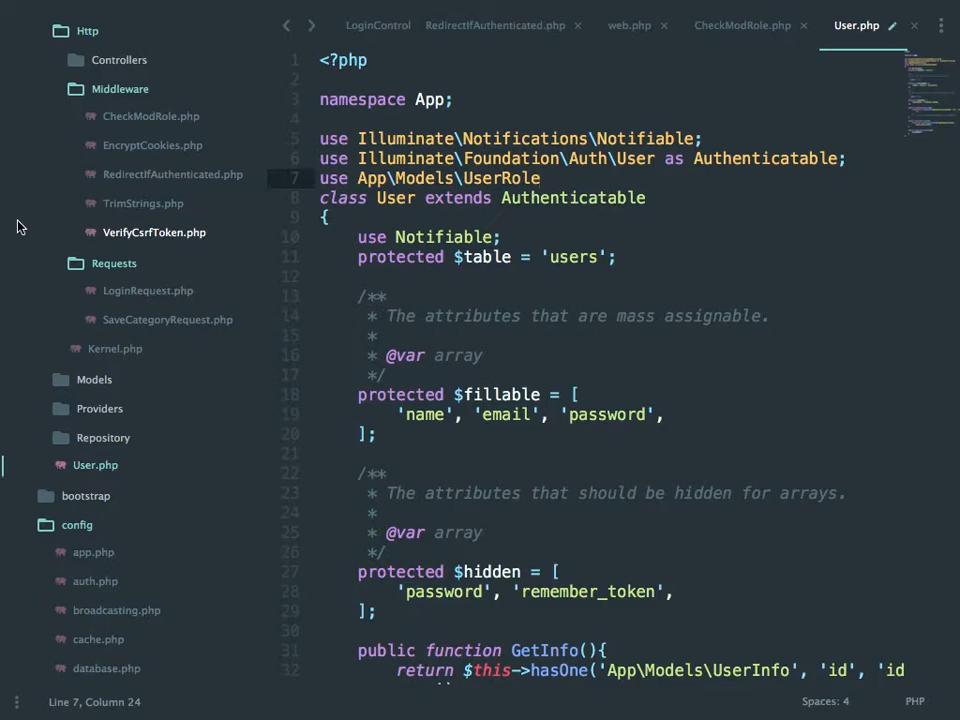 Http
Controllers
Middleware
CheckModRole.php
EncryptCookies.php
RedirectIfAuthenticated.php
TrimStrings.php
VerifyCsrfToken.php
Requests
LoginRequest.php
SaveCategoryRequest.php
Kernel.php
Models
Providers
Repository
User.php
bootstrap
config
app.php
auth.php
broadcasting.php
cache.php
database.php
LoginControl RedirectIfAuthenticated.php × web.php × CheckModRole.php × User.php ×
1 <?php
2
3 namespace App;
4
5 use Illuminate\Notifications\Notifiable;
6 use Illuminate\Foundation\Auth\User as Authenticatable;
7 use App\Models\UserRole
8 class User extends Authenticatable
9 {
10     use Notifiable;
11     protected $table = 'users';
12
13     /**
14      * The attributes that are mass assignable.
15      *
16      * @var array
17      */
18     protected $fillable = [
19         'name', 'email', 'password',
20     ];
21
22     /**
23      * The attributes that should be hidden for arrays.
24      *
25      * @var array
26      */
27     protected $hidden = [
28         'password', 'remember_token',
29     ];
30
31     public function GetInfo(){
32         return $this->hasOne('App\Models\UserInfo', 'id', 'id
Line 7, Column 24 Spaces: 4 PHP